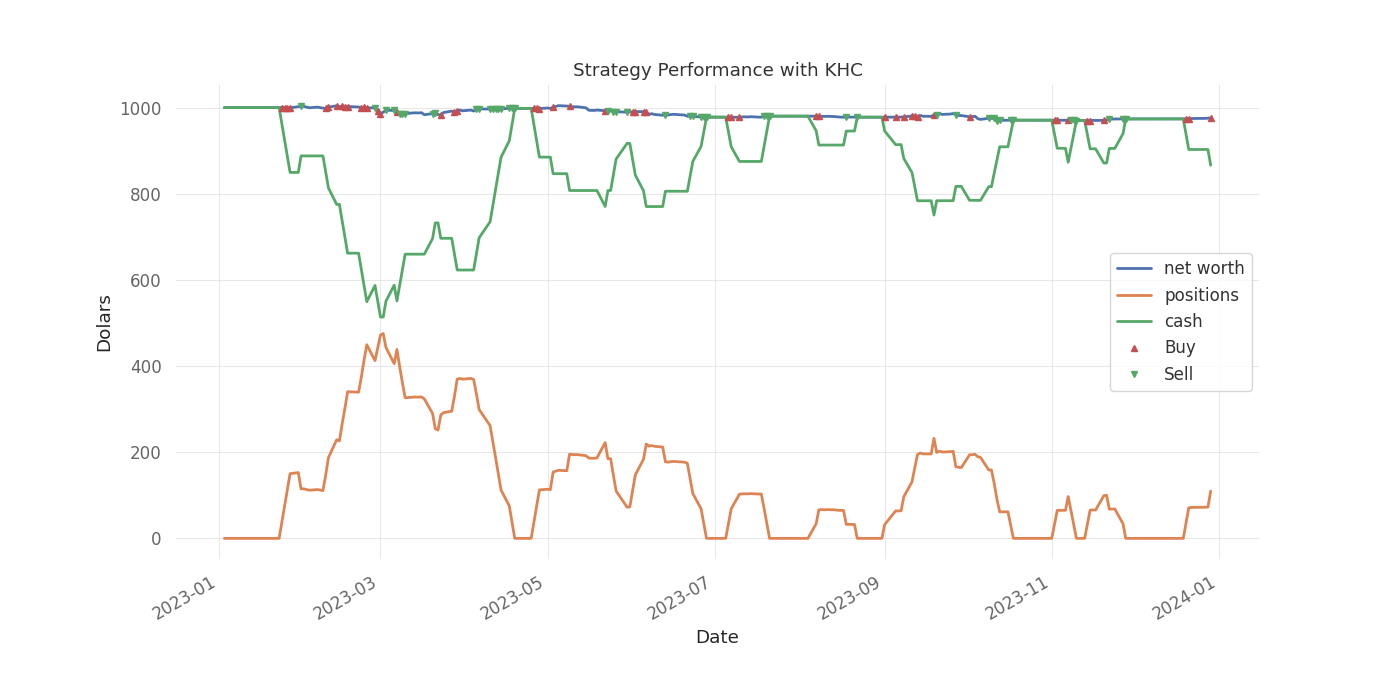 Strategy Performance with KHC
1000
800
600
400
200
0
Dolars
net worth
positions
cash
Buy
Sell
2023-01
2023-03
2023-05
2023-07
2023-09
2023-11
2024-01
Date